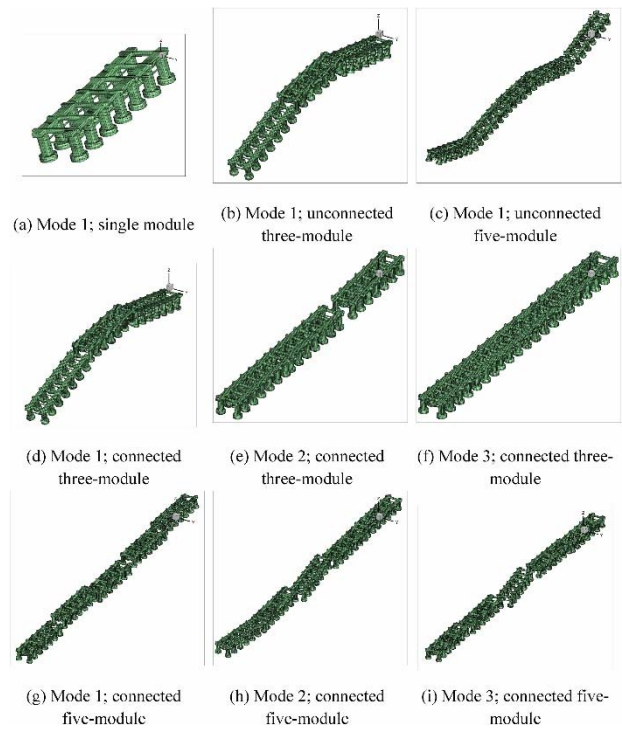 (a) Mode 1; single module
(b) Mode 1; unconnected
three-module
(c) Mode 1; unconnected
five-module
(d) Mode 1; connected
three-module
(e) Mode 2; connected
three-module
(f) Mode 3; connected three-
module
(g) Mode 1; connected
five-module
(h) Mode 2; connected
five-module
(i) Mode 3; connected five-
module